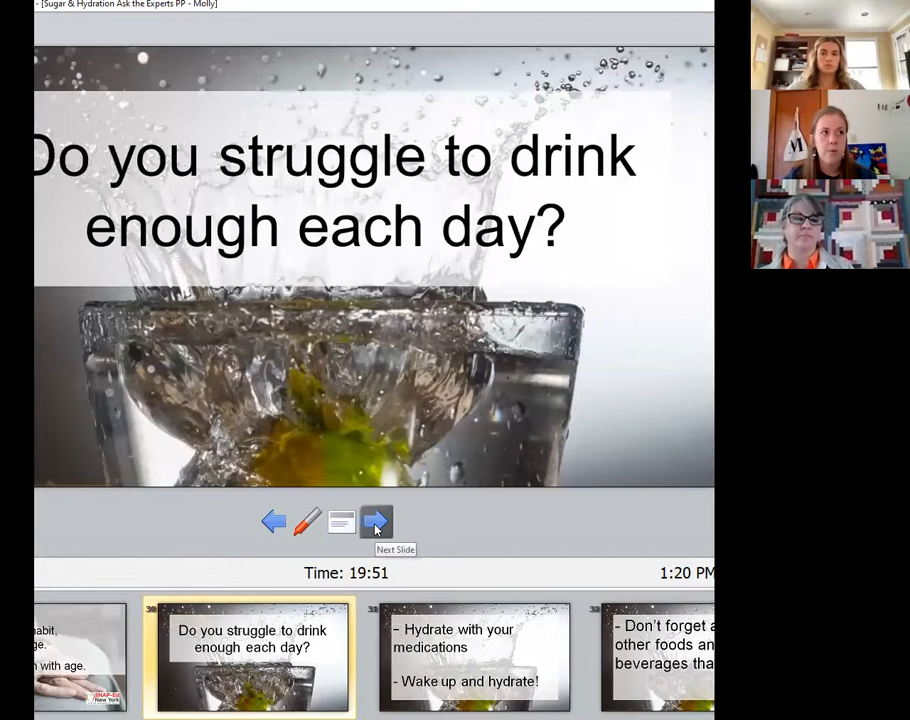 - [Sugar & Hydration Ask the Experts PP - Molly]
Do you struggle to drink
enough each day?
Next Slide
Time: 19:51
1:20 PM
habit,
ge.
n with age.
SNAP-Ed
New York
30
Do you struggle to drink
enough each day?
31
- Hydrate with your
medications
- Wake up and hydrate!
32
- Don't forget a
other foods an
beverages tha
M